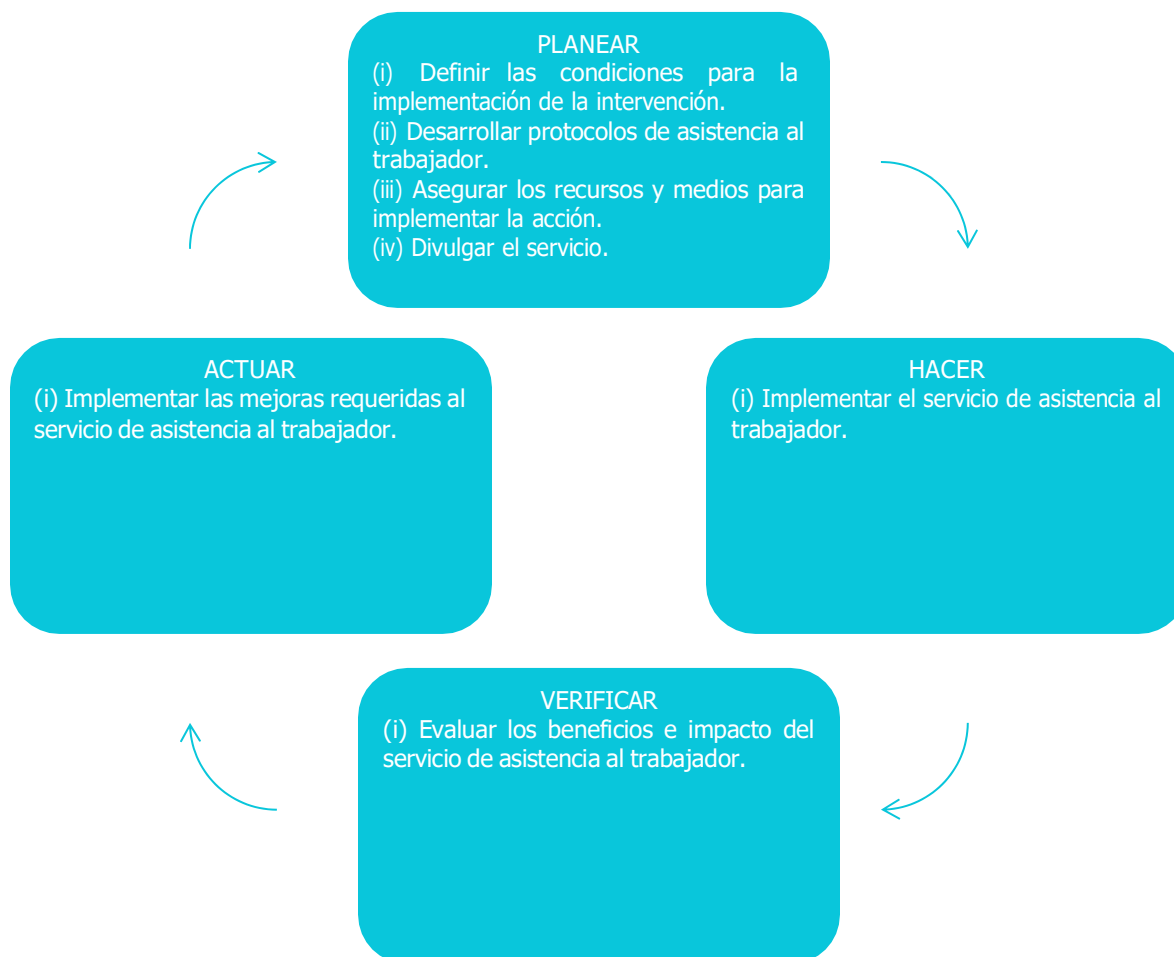 PLANEAR
(i) Definir las condiciones para la
implementación de la intervención.
(ii) Desarrollar protocolos de asistencia al
trabajador.
(iii) Asegurar los recursos y medios para
implementar la acción.
(iv) Divulgar el servicio.
ACTUAR
(i) Implementar las mejoras requeridas al
servicio de asistencia al trabajador.
HACER
(i) Implementar el servicio de asistencia al
trabajador.
VERIFICAR
(i) Evaluar los beneficios e impacto del
servicio de asistencia al trabajador.